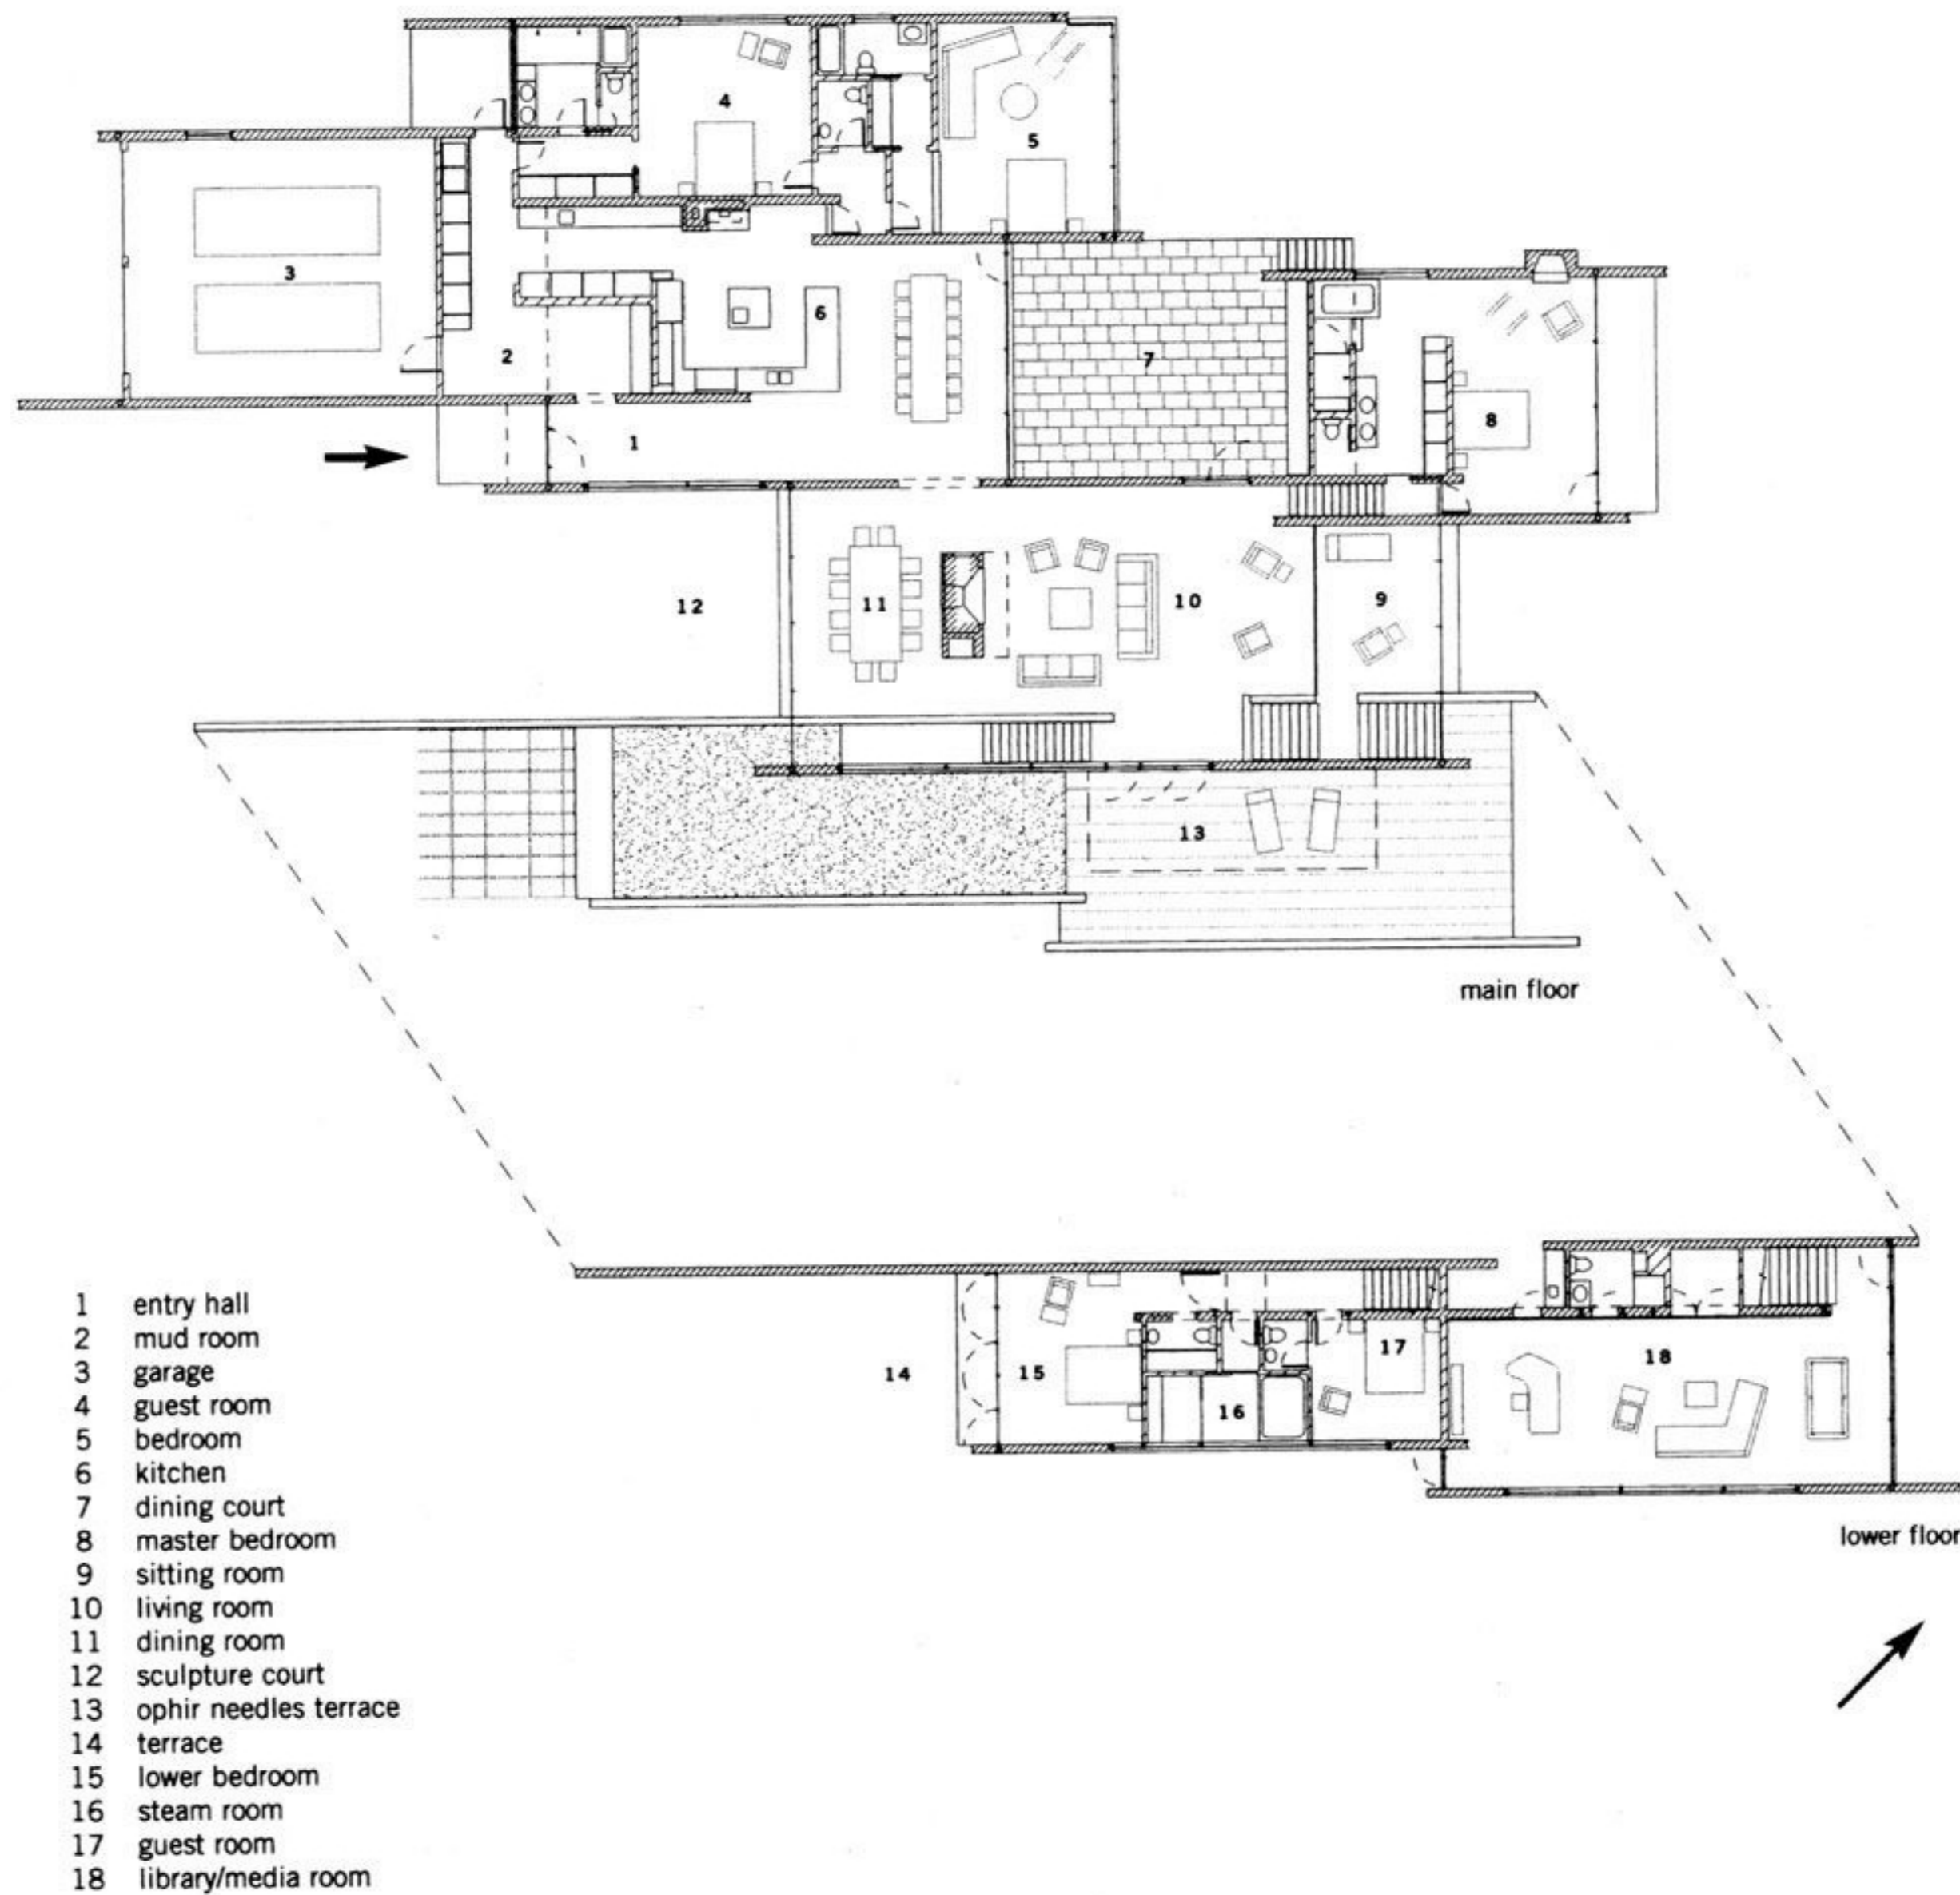 4
5
3
6
2
7
8
1
12
11
10
9
13
main floor
14
15
16
17
18
lower floor
1 entry hall
2 mud room
3 garage
4 guest room
5 bedroom
6 kitchen
7 dining court
8 master bedroom
9 sitting room
10 living room
11 dining room
12 sculpture court
13 ophir needles terrace
14 terrace
15 lower bedroom
16 steam room
17 guest room
18 library/media room